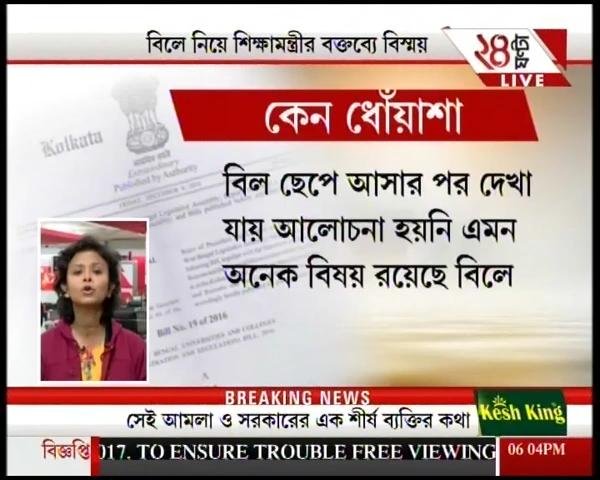 বিলে নিয়ে শিক্ষামন্ত্রীর বক্তব্যে বিস্ময়
২৪ ঘণ্টা
LIVE
কেন ধোঁয়াশা
Kolkata
Extraordinary
Published by Authority
বিল ছেপে আসার পর দেখা
যায় আলোচনা হয়নি এমন
অনেক বিষয় রয়েছে বিলে
Bill No. 19 of 2016
BREAKING NEWS
সেই আমলা ও সরকারের এক শীর্ষ ব্যক্তির কথা
Kesh King
বিজ্ঞপ্তি 017. TO ENSURE TROUBLE FREE VIEWING 06 04PM